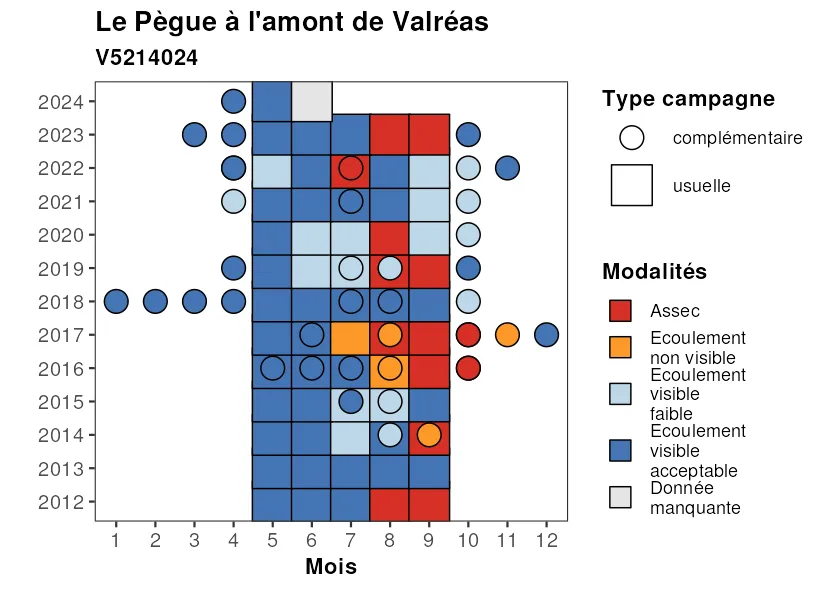 Le Pègue à l'amont de Valréas
V5214024
2024
2023
2022
2021
2020
2019
2018
2017
2016
2015
2014
2013
2012
1 2 3 4 5 6 7 8 9 10 11 12
Mois
Type campagne
complémentaire
usuelle
Modalités
Assec
Ecoulement
non visible
Ecoulement
visible
faible
Ecoulement
visible
acceptable
Donnée
manquante